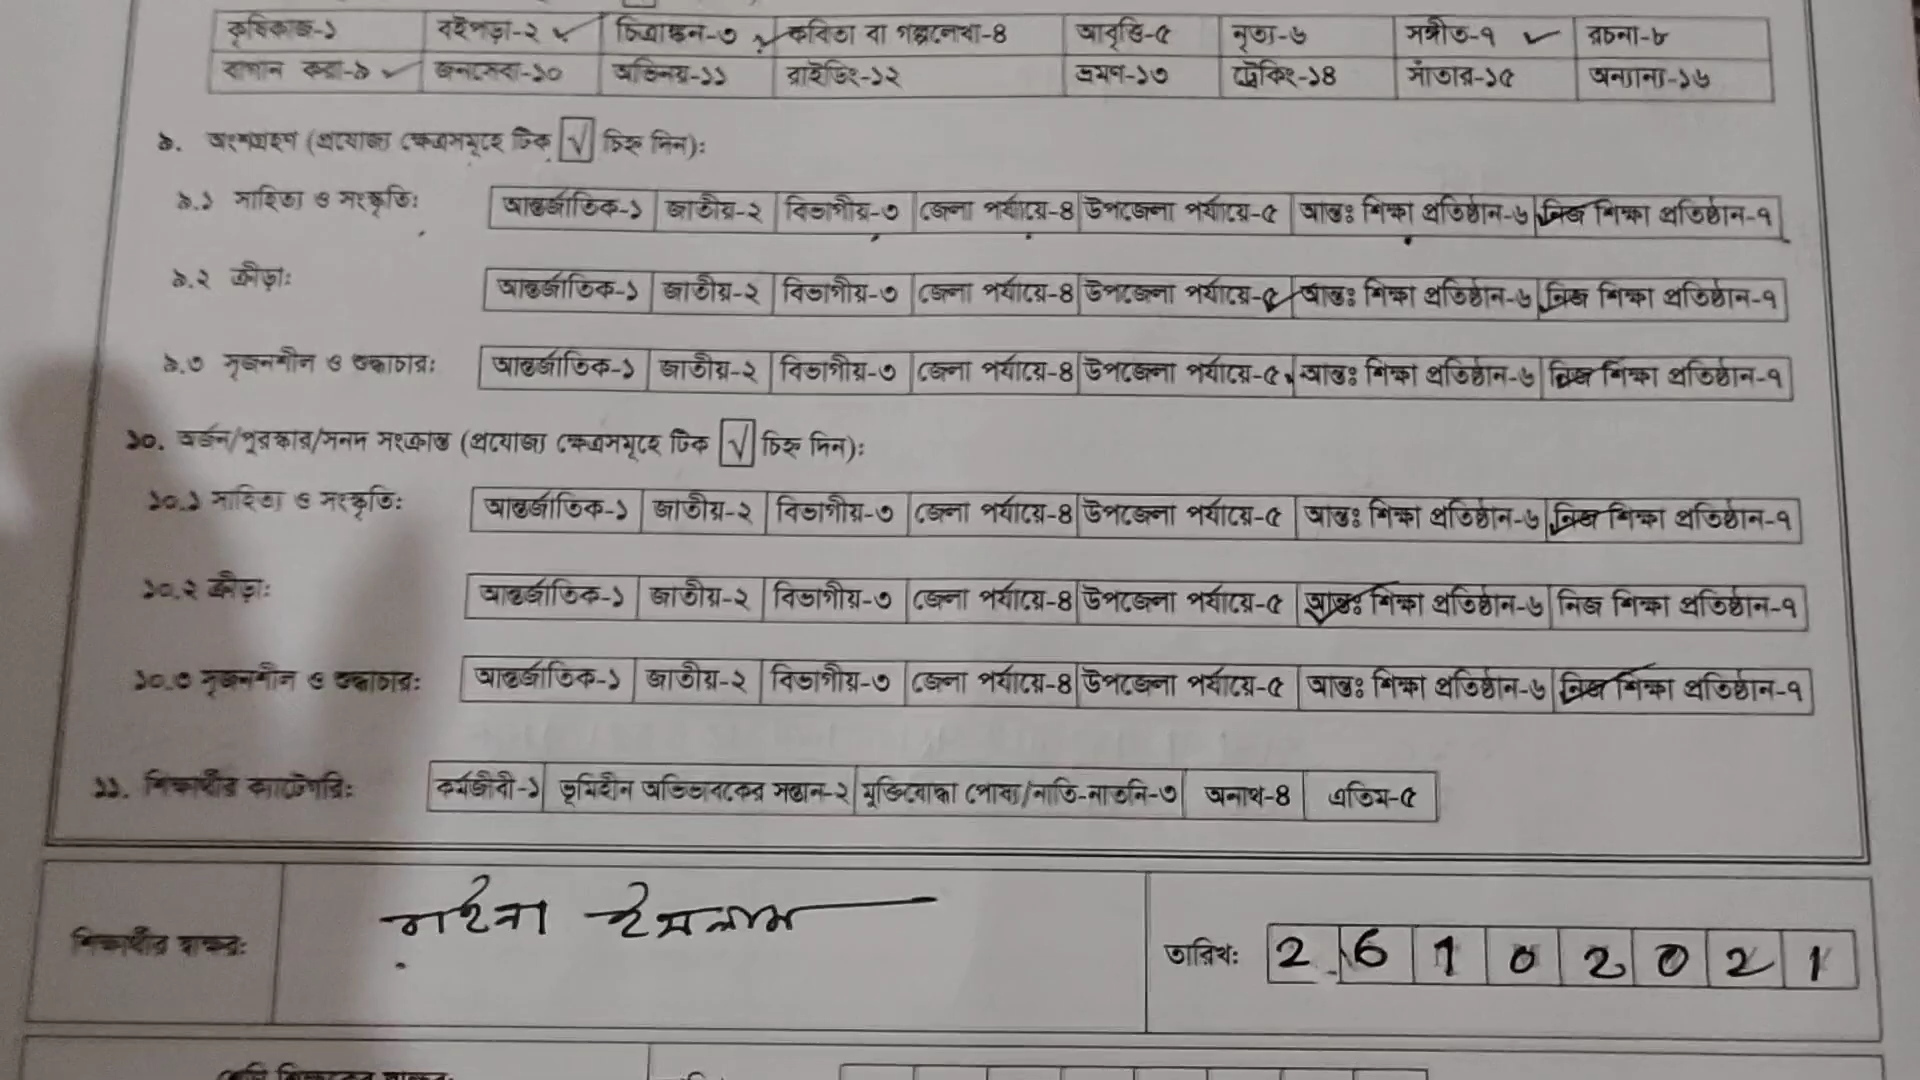 কৃষিকাজ-১ বইপড়া-২ ✓ চিত্রাঙ্কন-৩ ✓ কবিতা বা গল্পলেখা-৪ আবৃত্তি-৫ নৃত্য-৬ সঙ্গীত-৭ ✓ রচনা-৮
বাগান করা-৯ ✓ জনসেবা-১০ অভিনয়-১১ রাইডিং-১২ ভ্রমণ-১৩ ট্রেকিং-১৪ সাঁতার-১৫ অন্যান্য-১৬
৯. অংশগ্রহণ (প্রযোজ্য ক্ষেত্রসমূহে টিক √ চিহ্ন দিন):
৯.১ সাহিত্য ও সংস্কৃতি: আন্তর্জাতিক-১ জাতীয়-২ বিভাগীয়-৩ জেলা পর্যায়ে-৪ উপজেলা পর্যায়ে-৫ আন্তঃ শিক্ষা প্রতিষ্ঠান-৬ নিজ শিক্ষা প্রতিষ্ঠান-৭
৯.২ ক্রীড়া: আন্তর্জাতিক-১ জাতীয়-২ বিভাগীয়-৩ জেলা পর্যায়ে-৪ উপজেলা পর্যায়ে-৫ আন্তঃ শিক্ষা প্রতিষ্ঠান-৬ নিজ শিক্ষা প্রতিষ্ঠান-৭
৯.৩ সৃজনশীল ও শুদ্ধাচার: আন্তর্জাতিক-১ জাতীয়-২ বিভাগীয়-৩ জেলা পর্যায়ে-৪ উপজেলা পর্যায়ে-৫ আন্তঃ শিক্ষা প্রতিষ্ঠান-৬ নিজ শিক্ষা প্রতিষ্ঠান-৭
১০. অর্জন/পুরস্কার/সনদ সংক্রান্ত (প্রযোজ্য ক্ষেত্রসমূহে টিক √ চিহ্ন দিন):
১০.১ সাহিত্য ও সংস্কৃতি: আন্তর্জাতিক-১ জাতীয়-২ বিভাগীয়-৩ জেলা পর্যায়ে-৪ উপজেলা পর্যায়ে-৫ আন্তঃ শিক্ষা প্রতিষ্ঠান-৬ নিজ শিক্ষা প্রতিষ্ঠান-৭
১০.২ ক্রীড়া: আন্তর্জাতিক-১ জাতীয়-২ বিভাগীয়-৩ জেলা পর্যায়ে-৪ উপজেলা পর্যায়ে-৫ আন্তঃ শিক্ষা প্রতিষ্ঠান-৬ নিজ শিক্ষা প্রতিষ্ঠান-৭
১০.৩ সৃজনশীল ও শুদ্ধাচার: আন্তর্জাতিক-১ জাতীয়-২ বিভাগীয়-৩ জেলা পর্যায়ে-৪ উপজেলা পর্যায়ে-৫ আন্তঃ শিক্ষা প্রতিষ্ঠান-৬ নিজ শিক্ষা প্রতিষ্ঠান-৭
১১. শিক্ষার্থীর ক্যাটেগরি: কর্মজীবী-১ ভূমিহীন অভিভাবকের সন্তান-২ মুক্তিযোদ্ধা পোষ্য/নাতি-নাতনি-৩ অনাথ-৪ এতিম-৫
শিক্ষার্থীর স্বাক্ষর: ইসলাম তারিখ: 2 6 1 0 2 0 2 1